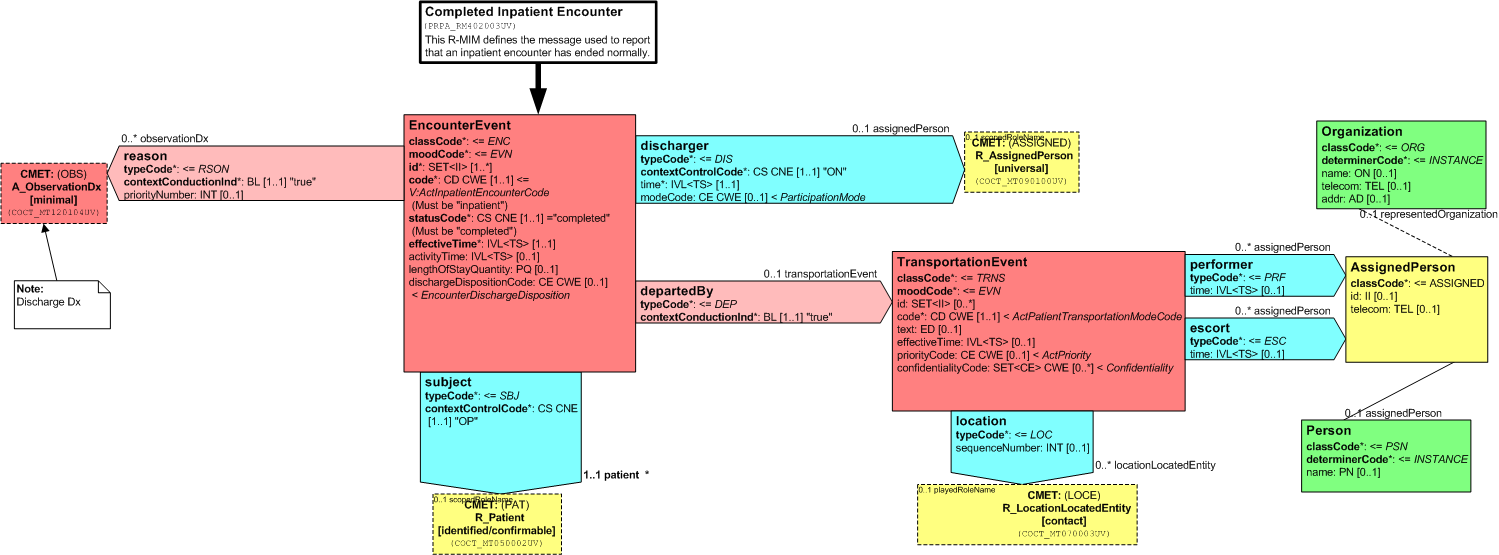 Completed Inpatient Encounter
(PRPA_RM402003UV)
This R-MIM defines the message used to report
that an inpatient encounter has ended normally.
0..* observationDx
reason
typeCode*: <= RSON
contextConductionInd*: BL [1..1] "true"
priorityNumber: INT [0..1]
CMET: (OBS)
A_ObservationDx
[minimal]
(COCT_MT120104UV)
Note:
Discharge Dx
EncounterEvent
classCode*: <= ENC
moodCode*: <= EVN
id*: SET<II> [1..*]
code*: CD CWE [1..1] <=
V:ActInpatientEncounterCode
(Must be "inpatient")
statusCode*: CS CNE [1..1] ="completed"
(Must be "completed")
effectiveTime*: IVL<TS> [1..1]
activityTime: IVL<TS> [0..1]
lengthOfStayQuantity: PQ [0..1]
dischargeDispositionCode: CE CWE [0..1]
< EncounterDischargeDisposition
0..1 assignedPerson
discharger
typeCode*: <= DIS
contextControlCode*: CS CNE [1..1] "ON"
time*: IVL<TS> [1..1]
modeCode: CE CWE [0..1] < ParticipationMode
0..1 scopedRoleName
CMET: (ASSIGNED)
R_AssignedPerson
[universal]
(COCT_MT090100UV)
0..1 transportationEvent
departedBy
typeCode*: <= DEP
contextConductionInd*: BL [1..1] "true"
TransportationEvent
classCode*: <= TRNS
moodCode*: <= EVN
id: SET<II> [0..*]
code*: CD CWE [1..1] < ActPatientTransportationModeCode
text: ED [0..1]
effectiveTime: IVL<TS> [0..1]
priorityCode: CE CWE [0..1] < ActPriority
confidentialityCode: SET<CE> CWE [0..*] < Confidentiality
0..* assignedPerson
performer
typeCode*: <= PRF
time: IVL<TS> [0..1]
0..* assignedPerson
escort
typeCode*: <= ESC
time: IVL<TS> [0..1]
Organization
classCode*: <= ORG
determinerCode*: <= INSTANCE
name: ON [0..1]
telecom: TEL [0..1]
addr: AD [0..1]
0..1 representedOrganization
AssignedPerson
classCode*: <= ASSIGNED
id: II [0..1]
telecom: TEL [0..1]
0..1 assignedPerson
Person
classCode*: <= PSN
determinerCode*: <= INSTANCE
name: PN [0..1]
subject
typeCode*: <= SBJ
contextControlCode*: CS CNE
[1..1] "OP"
1..1 patient *
0..1 scopedRoleName
CMET: (PAT)
R_Patient
[identified/confirmable]
(COCT_MT050002UV)
location
typeCode*: <= LOC
sequenceNumber: INT [0..1]
0..* locationLocatedEntity
0..1 playedRoleName
CMET: (LOCE)
R_LocationLocatedEntity
[contact]
(COCT_MT070003UV)